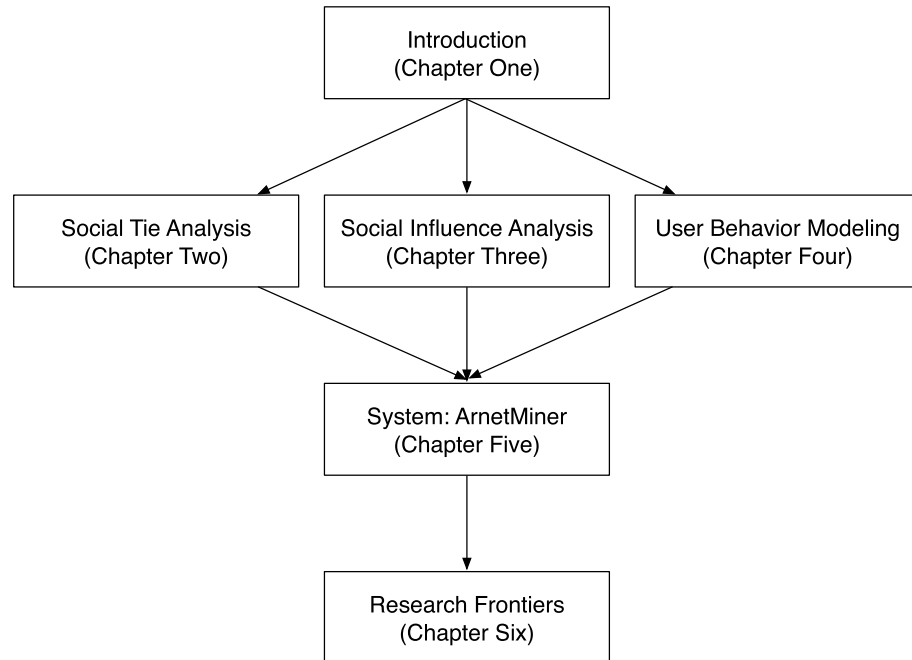 Introduction
(Chapter One)
Social Tie Analysis
(Chapter Two)
Social Influence Analysis
(Chapter Three)
User Behavior Modeling
(Chapter Four)
System: ArnetMiner
(Chapter Five)
Research Frontiers
(Chapter Six)